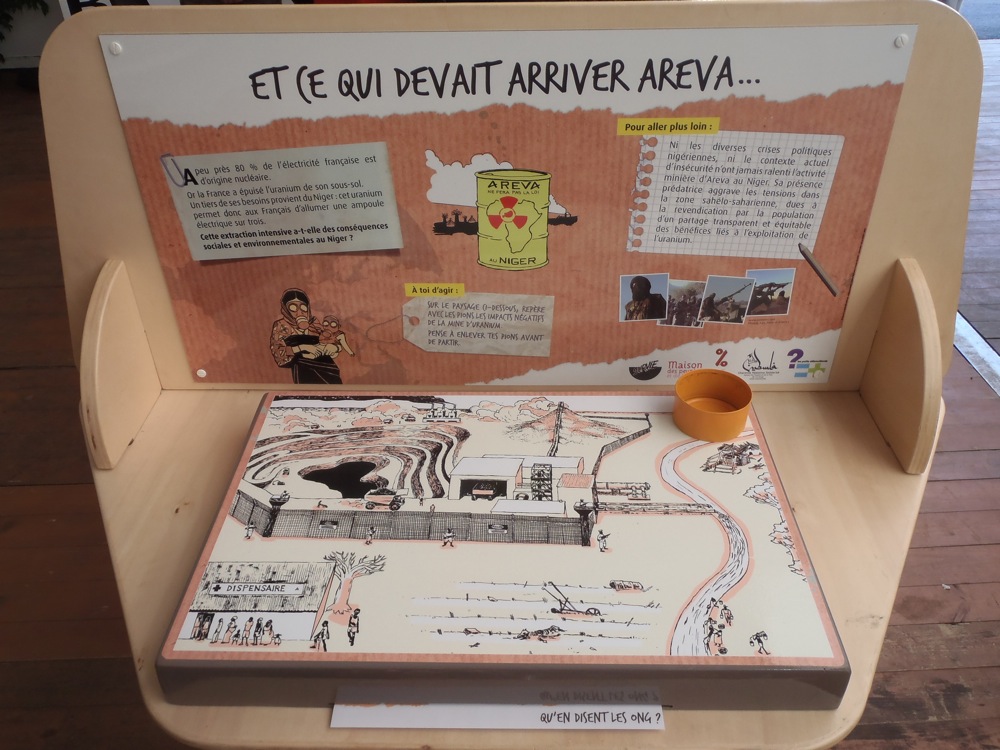 ET CE QUI DEVAIT ARRIVER AREVA...
A peu près 80 % de l'électricité française est
d'origine nucléaire.
Or la France a épuisé l'uranium de son sous-sol.
Un tiers de ses besoins provient du Niger : cet uranium
permet donc aux Français d'allumer une ampoule
électrique sur trois.
Cette extraction intensive a-t-elle des conséquences
sociales et environnementales au Niger ?
AREVA
NE FERA PAS LA LOI
AU NIGER
À toi d'agir :
SUR LE PAYSAGE CI-DESSOUS, REPÈRE
AVEC LES PIONS LES IMPACTS NÉGATIFS
DE LA MINE D'URANIUM.
PENSE À ENLEVER TES PIONS AVANT
DE PARTIR.
Pour aller plus loin :
Ni les diverses crises politiques
nigériennes, ni le contexte actuel
d'insécurité n'ont jamais ralenti l'activité
minière d'Areva au Niger. Sa présence
prédatrice aggrave les tensions dans
la zone sahélo-saharienne, dues à
la revendication par la population
d'un partage transparent et équitable
des bénéfices liés à l'exploitation de
l'uranium.
Maison
%
?
DISPENSAIRE
QU'EN DISENT LES ONG ?